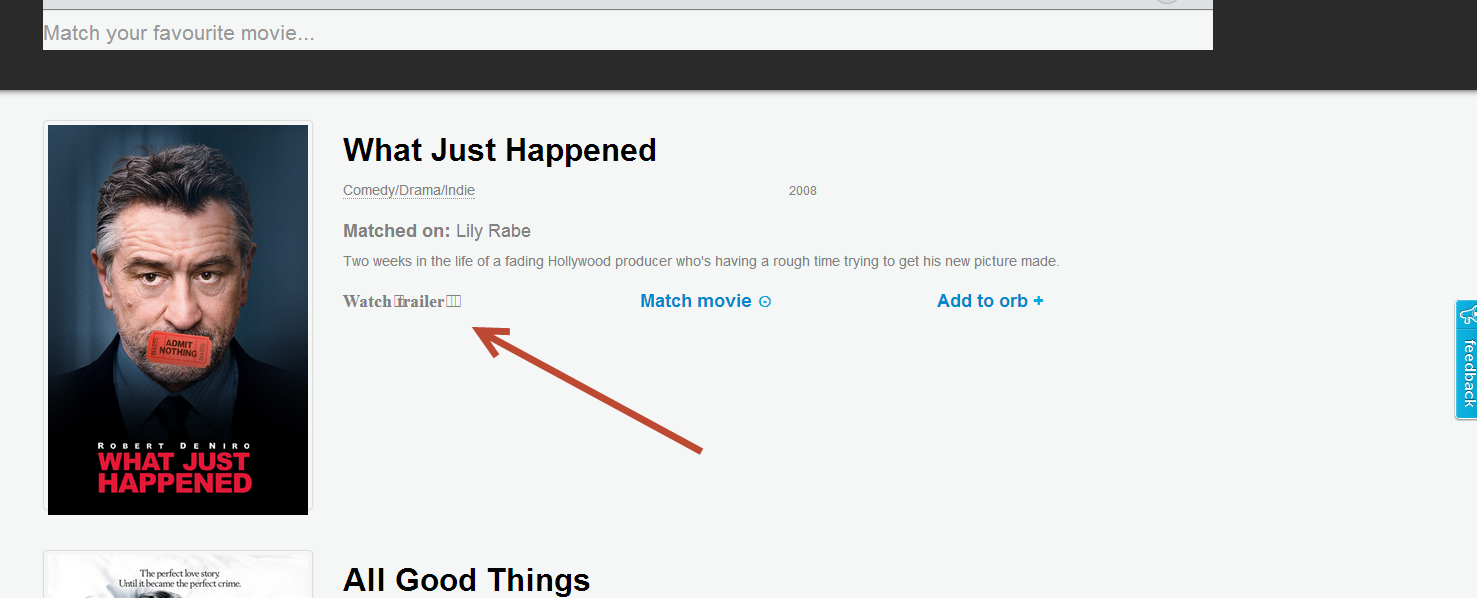 Match your favourite movie...
What Just Happened
Comedy/Drama/Indie 2008
Matched on: Lily Rabe
Two weeks in the life of a fading Hollywood producer who's having a rough time trying to get his new picture made.
Watch trailer Match movie Add to orb +
feedback
ADMIT
NOTHING
ROBERT DE NIRO
WHAT JUST
HAPPENED
All Good Things
The perfect love story.
Until it became the perfect crime.